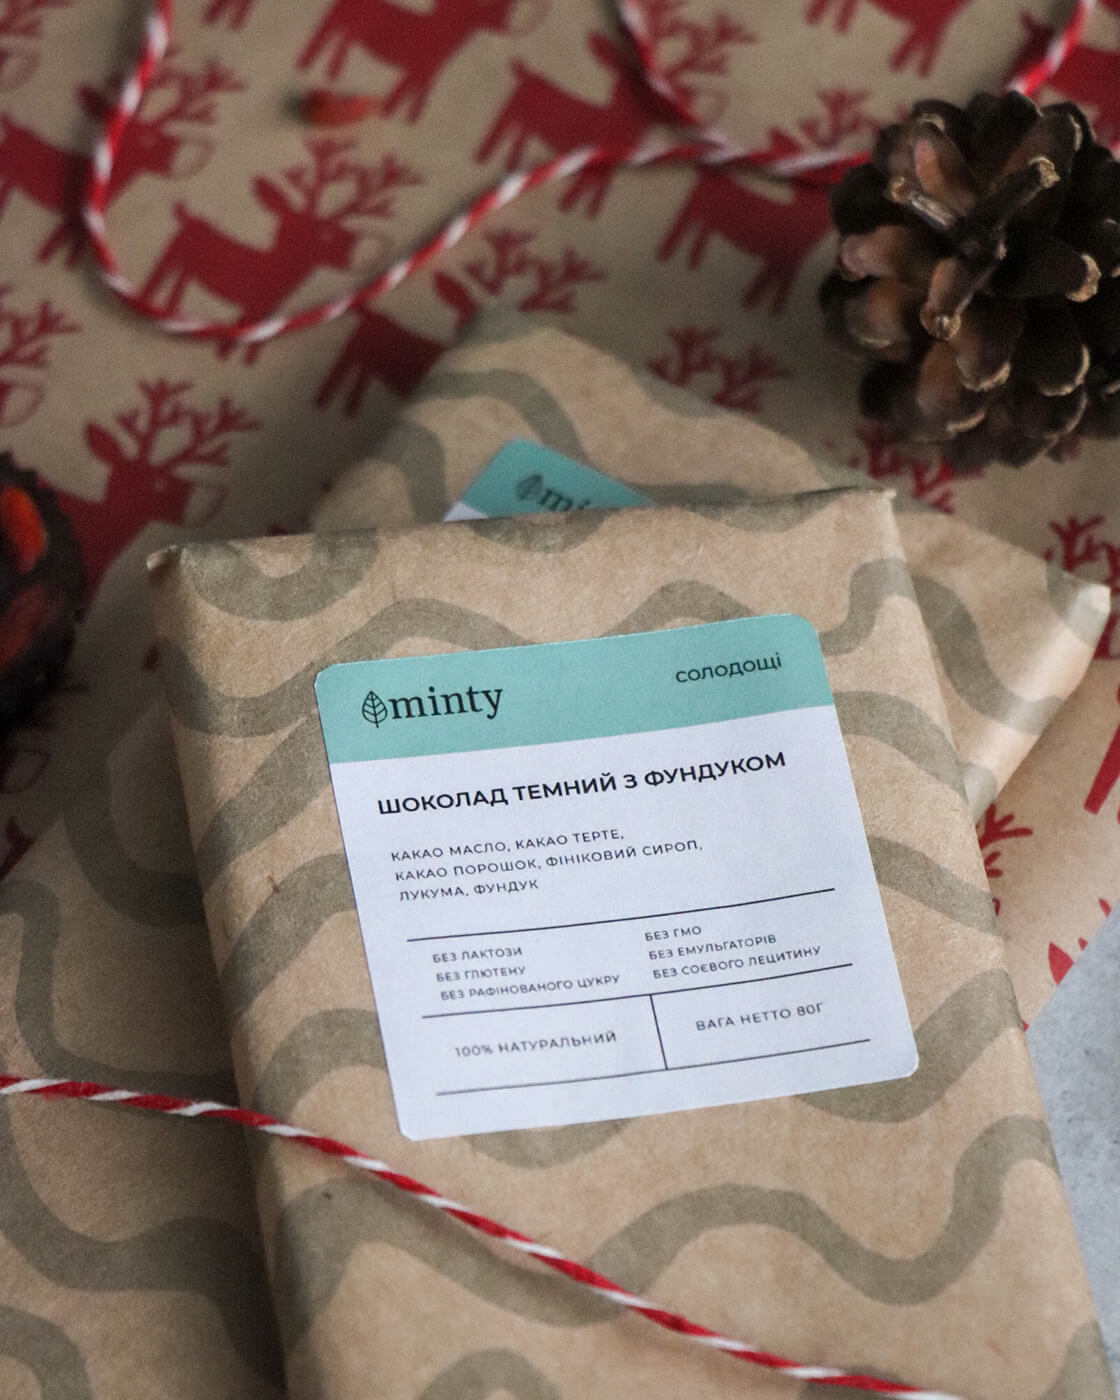 mi
minty
солодощі
ШОКОЛАД ТЕМНИЙ З ФУНДУКОМ
КАКАО МАСЛО, КАКАО ТЕРТЕ,
КАКАО ПОРОШОК, ФІНІКОВИЙ СИРОП,
ЛУКУМА, ФУНДУК
БЕЗ ЛАКТОЗИ
БЕЗ ГЛЮТЕНУ
БЕЗ РАФІНОВАНОГО ЦУКРУ
БЕЗ ГМО
БЕЗ ЕМУЛЬГАТОРІВ
БЕЗ СОЄВОГО ЛЕЦИТИНУ
100% НАТУРАЛЬНИЙ
ВАГА НЕТТО 80Г